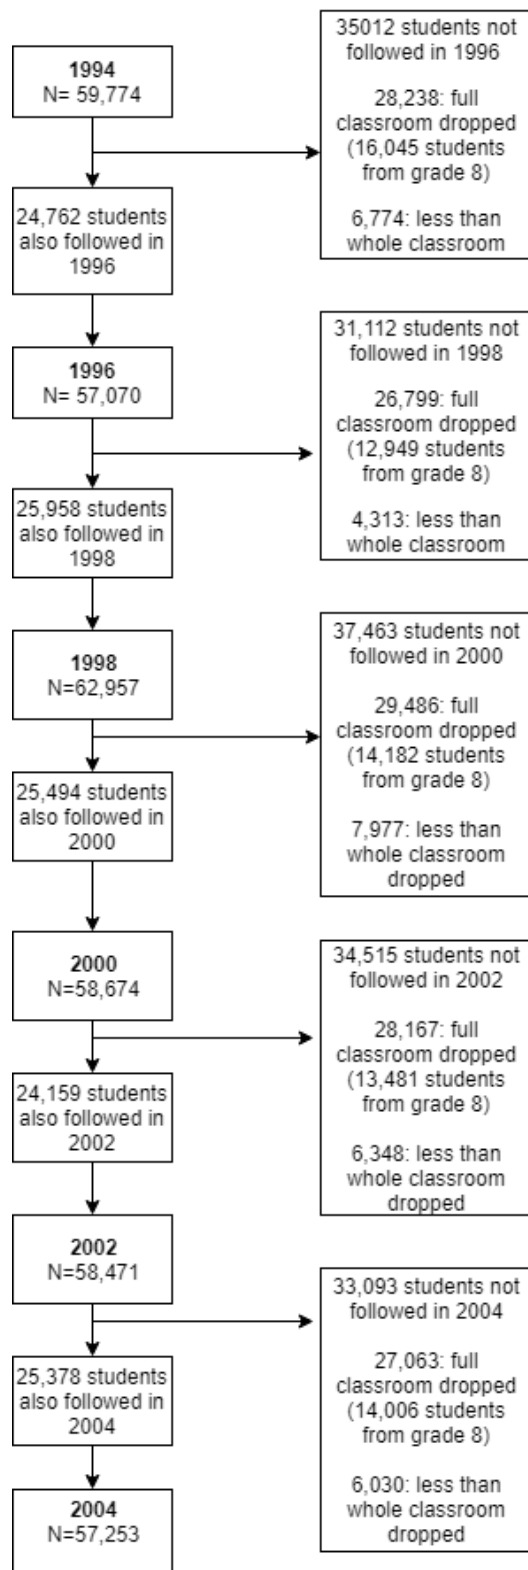 35012 students not
followed in 1996
28,238: full
classroom dropped
(16,045 students
from grade 8)
6,774: less than
whole classroom
1994
N= 59,774
24,762 students
also followed in
1996
31,112 students not
followed in 1998
26,799: full
classroom dropped
(12,949 students
from grade 8)
4,313: less than
whole classroom
1996
N= 57,070
25,958 students
also followed in
1998
37,463 students not
followed in 2000
29,486: full
classroom dropped
(14,182 students
from grade 8)
7,977: less than
whole classroom
dropped
1998
N=62,957
25,494 students
also followed in
2000
34,515 students not
followed in 2002
28,167: full
classroom dropped
(13,481 students
from grade 8)
6,348: less than
whole classroom
dropped
2000
N=58,674
24,159 students
also followed in
2002
33,093 students not
followed in 2004
27,063: full
classroom dropped
(14,006 students
from grade 8)
6,030: less than
whole classroom
dropped
2002
N=58,471
25,378 students
also followed in
2004
2004
N=57,253